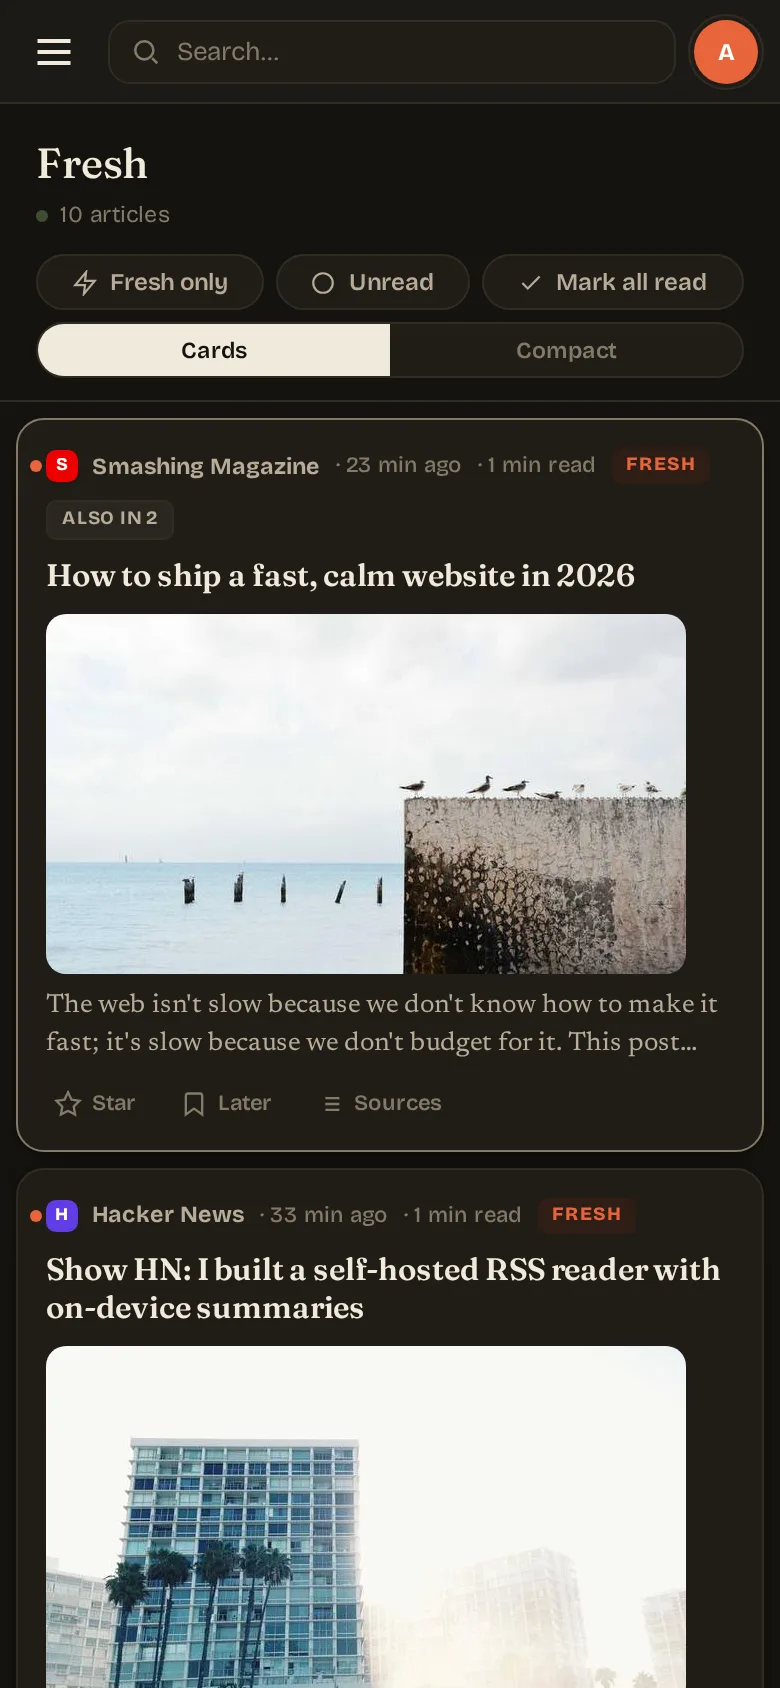 Search...
A
Fresh
10 articles
Fresh only
Unread
Mark all read
Cards
Compact
S Smashing Magazine · 23 min ago · 1 min read FRESH
ALSO IN 2
How to ship a fast, calm website in 2026
The web isn't slow because we don't know how to make it
fast; it's slow because we don't budget for it. This post...
Star
Later
Sources
H Hacker News · 33 min ago · 1 min read FRESH
Show HN: I built a self-hosted RSS reader with
on-device summaries